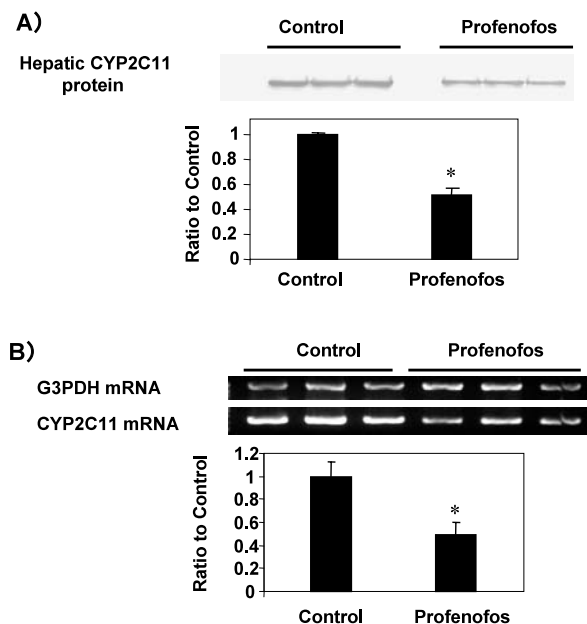 A)
Control Profenofos
Hepatic CYP2C11
protein
1
0.8
0.6
0.4
0.2
0
Ratio to Control
*
Control Profenofos
B)
Control Profenofos
G3PDH mRNA
CYP2C11 mRNA
1.2
1
0.8
0.6
0.4
0.2
0
Ratio to Control
*
Control Profenofos